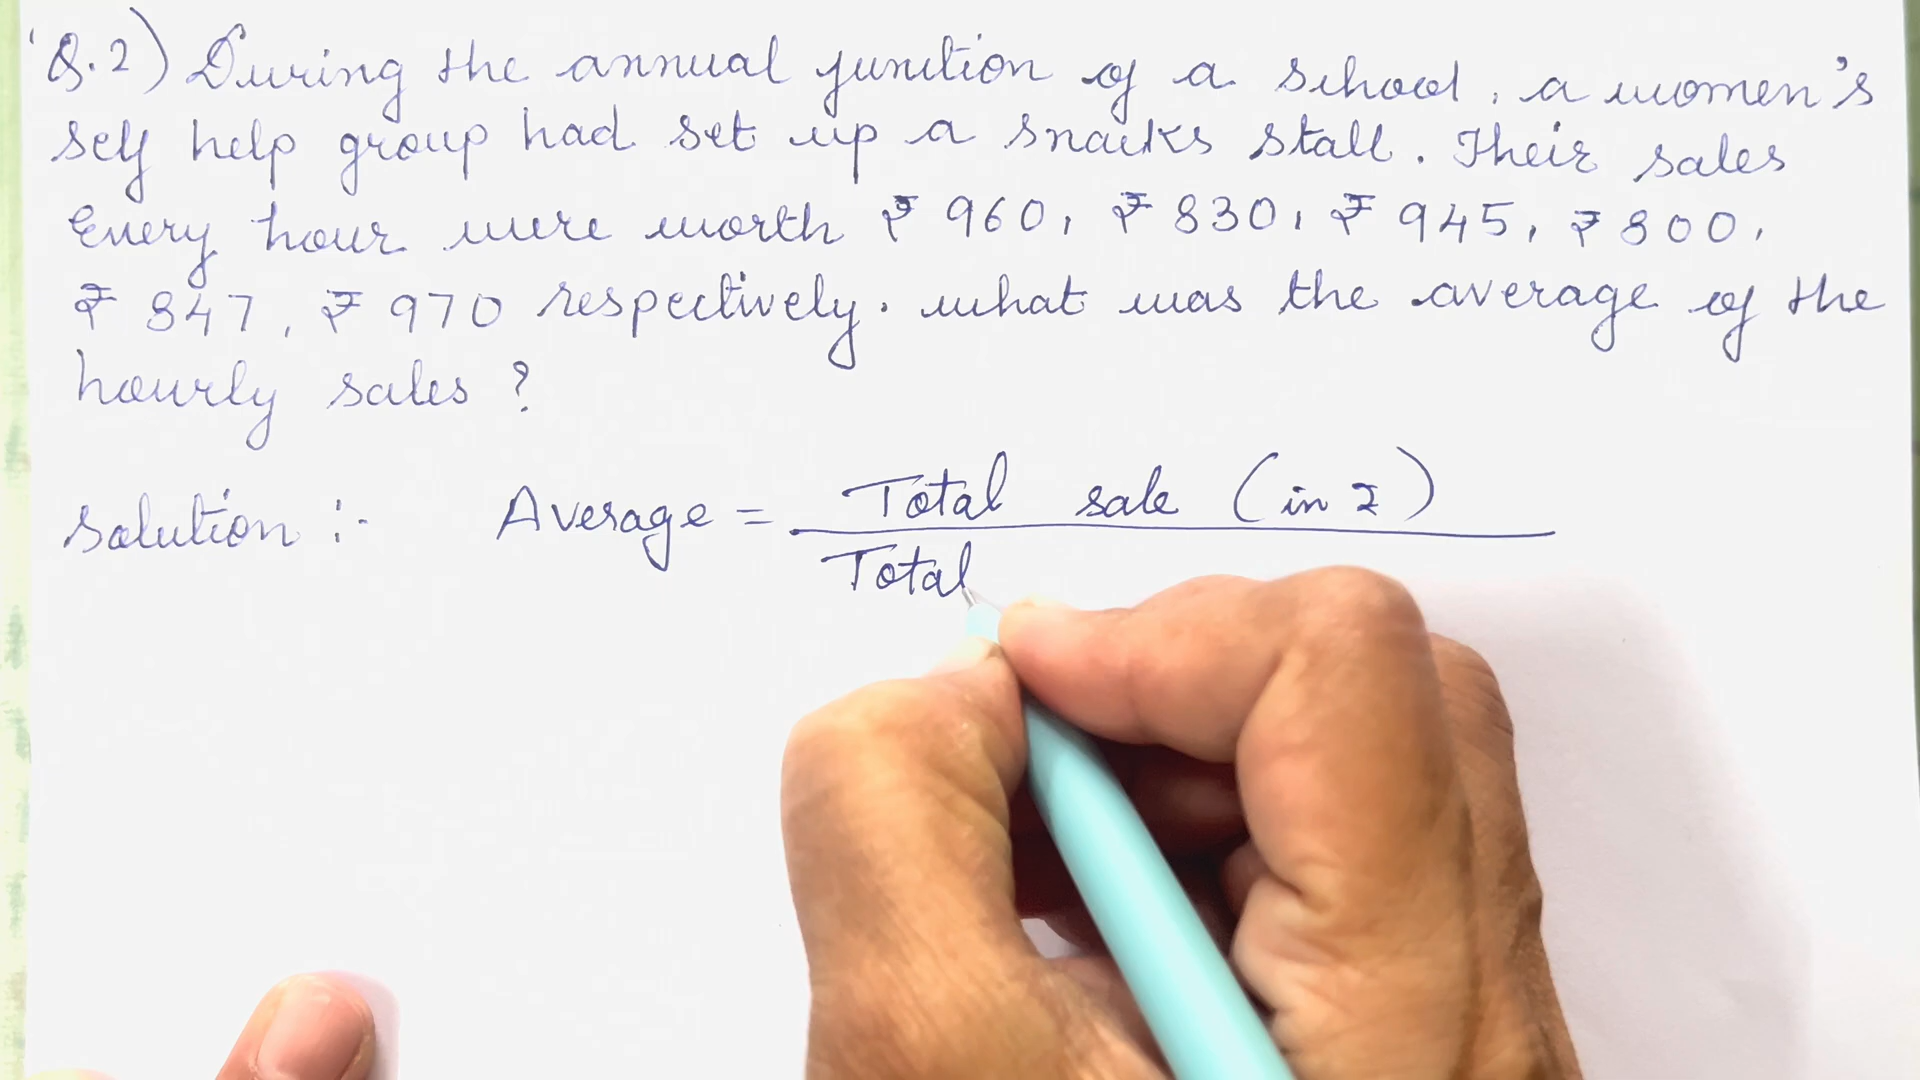 Q.2) During the annual function of a school, a women's
self help group had set up a snacks stall. Their sales
Every hour were worth ₹ 960, ₹ 830, ₹ 945, ₹ 800,
₹ 847, ₹ 970 respectively. what was the average of the
hourly sales ?
Solution :- Average = Total sale (in ₹)
Total